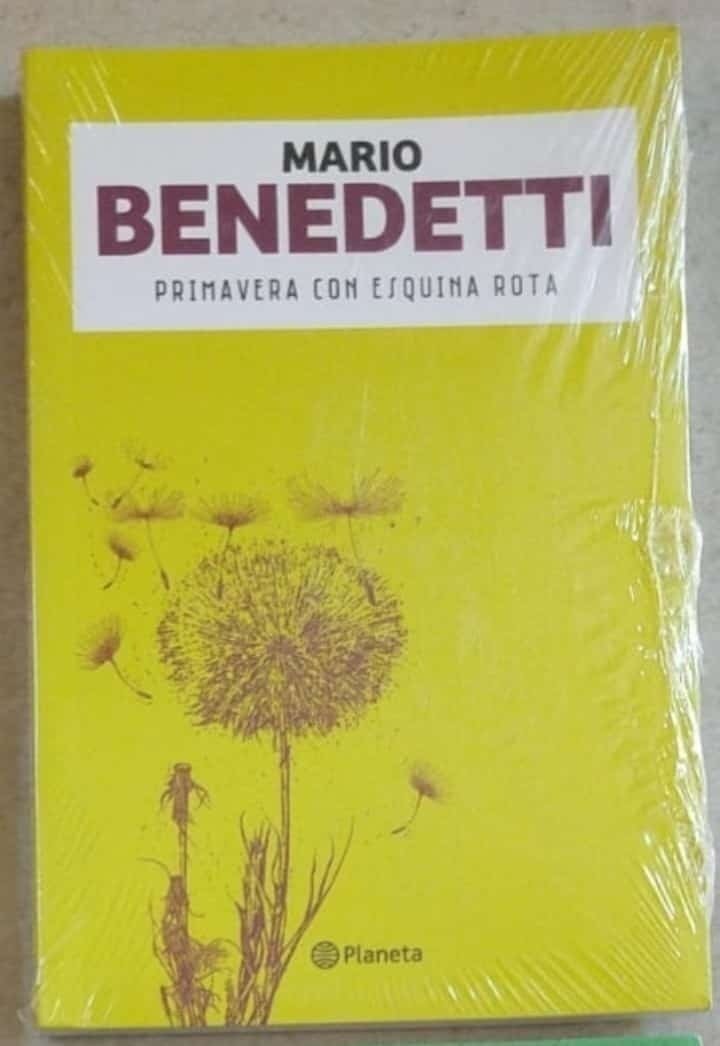 MARIO
BENEDETTI
PRIMAVERA CON ESQUINA ROTA
Planeta